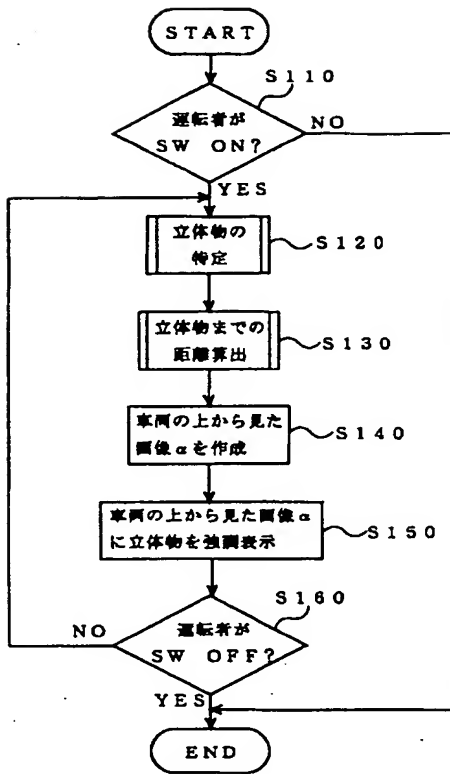 START
S110
運転者が
SW ON?
NO
YES
立体物の
特定
S120
立体物までの
距離算出
S130
車両の上から見た
画像αを作成
S140
車両の上から見た画像α
に立体物を強調表示
S150
S160
運転者が
SW OFF?
NO
YES
END